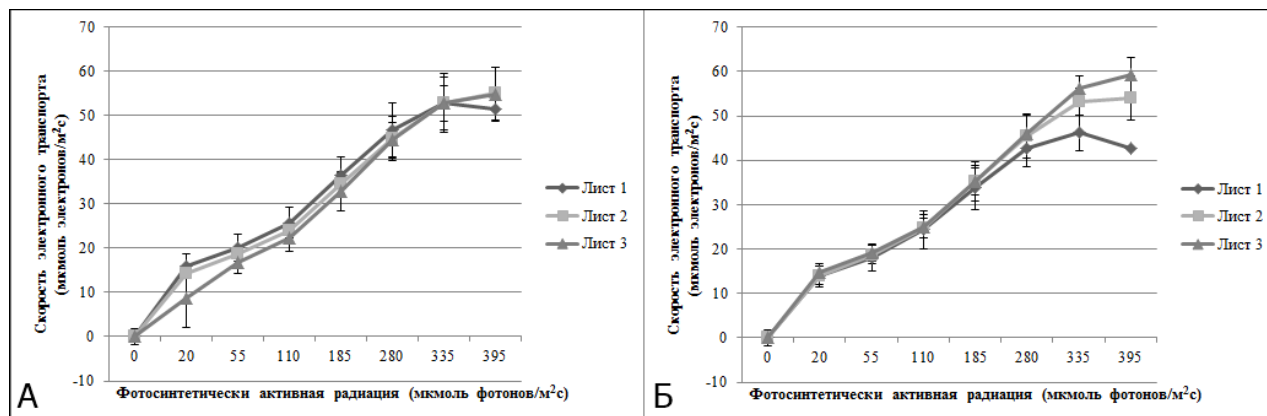 Скорость электронного транспорта
(мкмоль электронов/м²с)
70
60
50
40
30
20
10
0
-10
0 20 55 110 185 280 335 395
Фотосинтетически активная радиация (мкмоль фотонов/м²с)
Лист 1
Лист 2
Лист 3
А
Скорость электронного транспорта
(мкмоль электронов/м²с)
70
60
50
40
30
20
10
0
-10
0 20 55 110 185 280 335 395
Фотосинтетически активная радиация (мкмоль фотонов/м²с)
Лист 1
Лист 2
Лист 3
Б